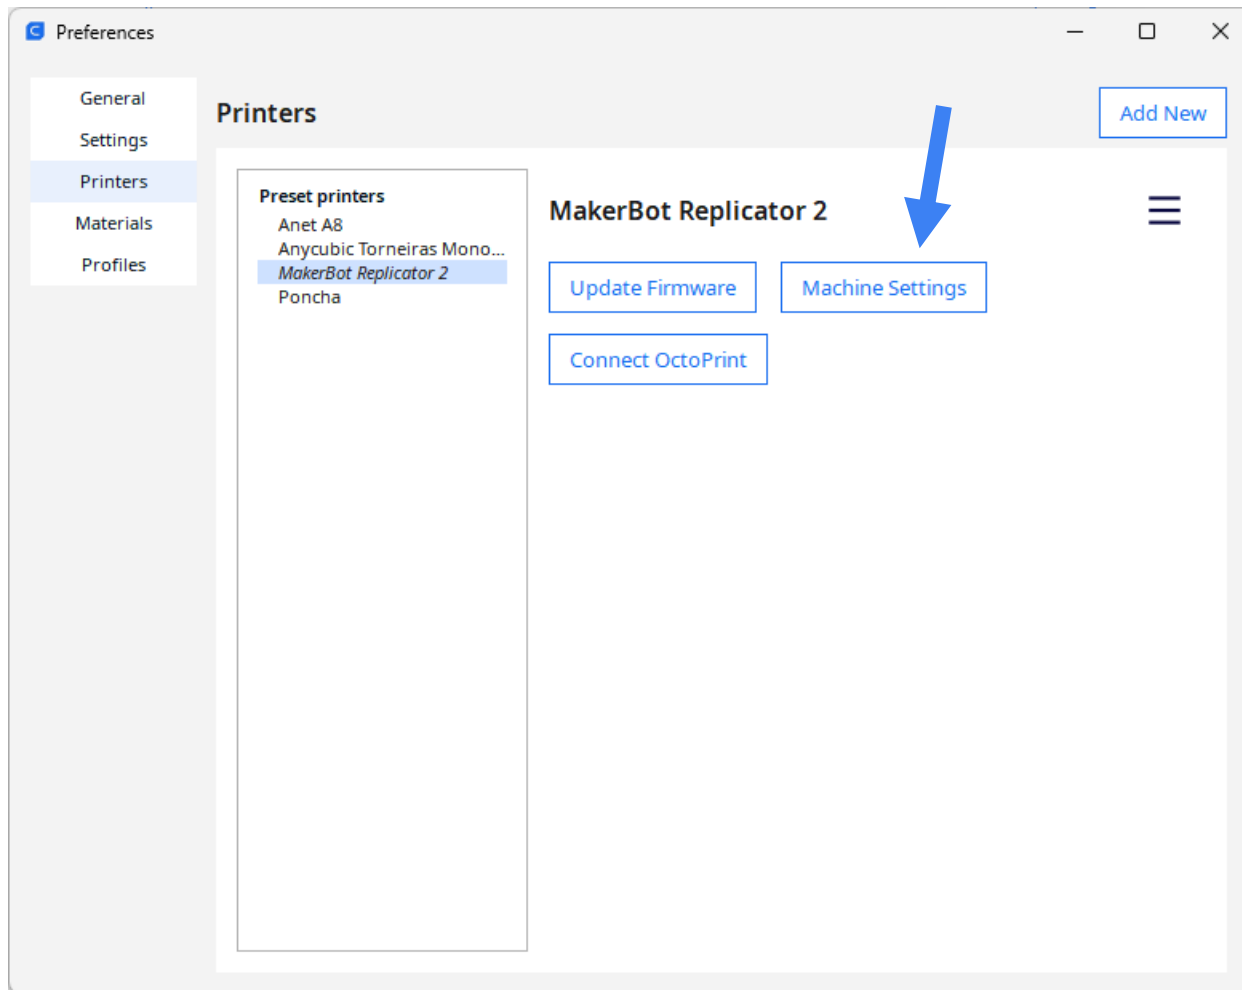 Preferences
General
Settings
Printers
Materials
Profiles
Printers
Add New
Preset printers
Anet A8
Anycubic Torneiras Mono...
MakerBot Replicator 2
Poncha
MakerBot Replicator 2
Update Firmware
Machine Settings
Connect OctoPrint